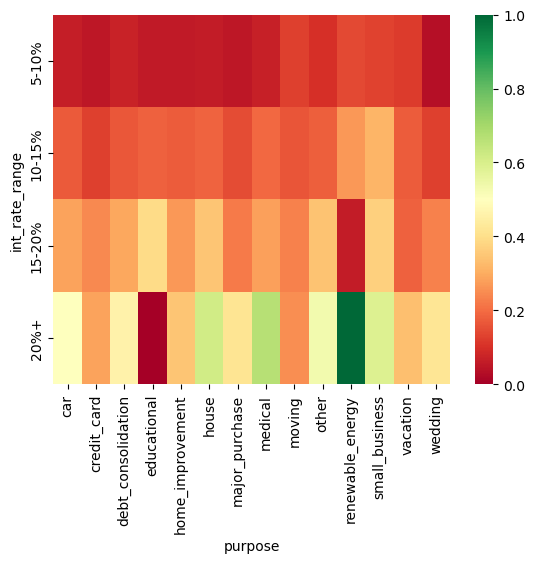 int_rate_range
5-10%
10-15%
15-20%
20%+
car
credit_card
debt_consolidation
educational
home_improvement
house
major_purchase
medical
moving
other
renewable_energy
small_business
vacation
wedding
purpose
1.0
0.8
0.6
0.4
0.2
0.0